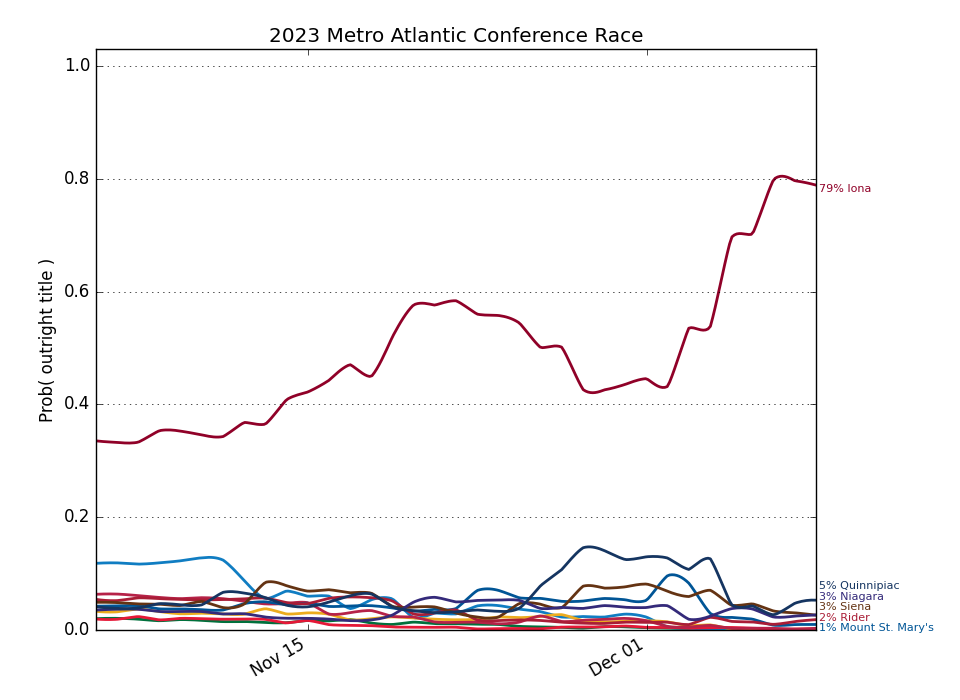 2023 Metro Atlantic Conference Race
Prob( outright title )
1.0
0.8
0.6
0.4
0.2
0.0
Nov 15
Dec 01
79% Iona
5% Quinnipiac
3% Niagara
3% Siena
2% Rider
1% Mount St. Mary's